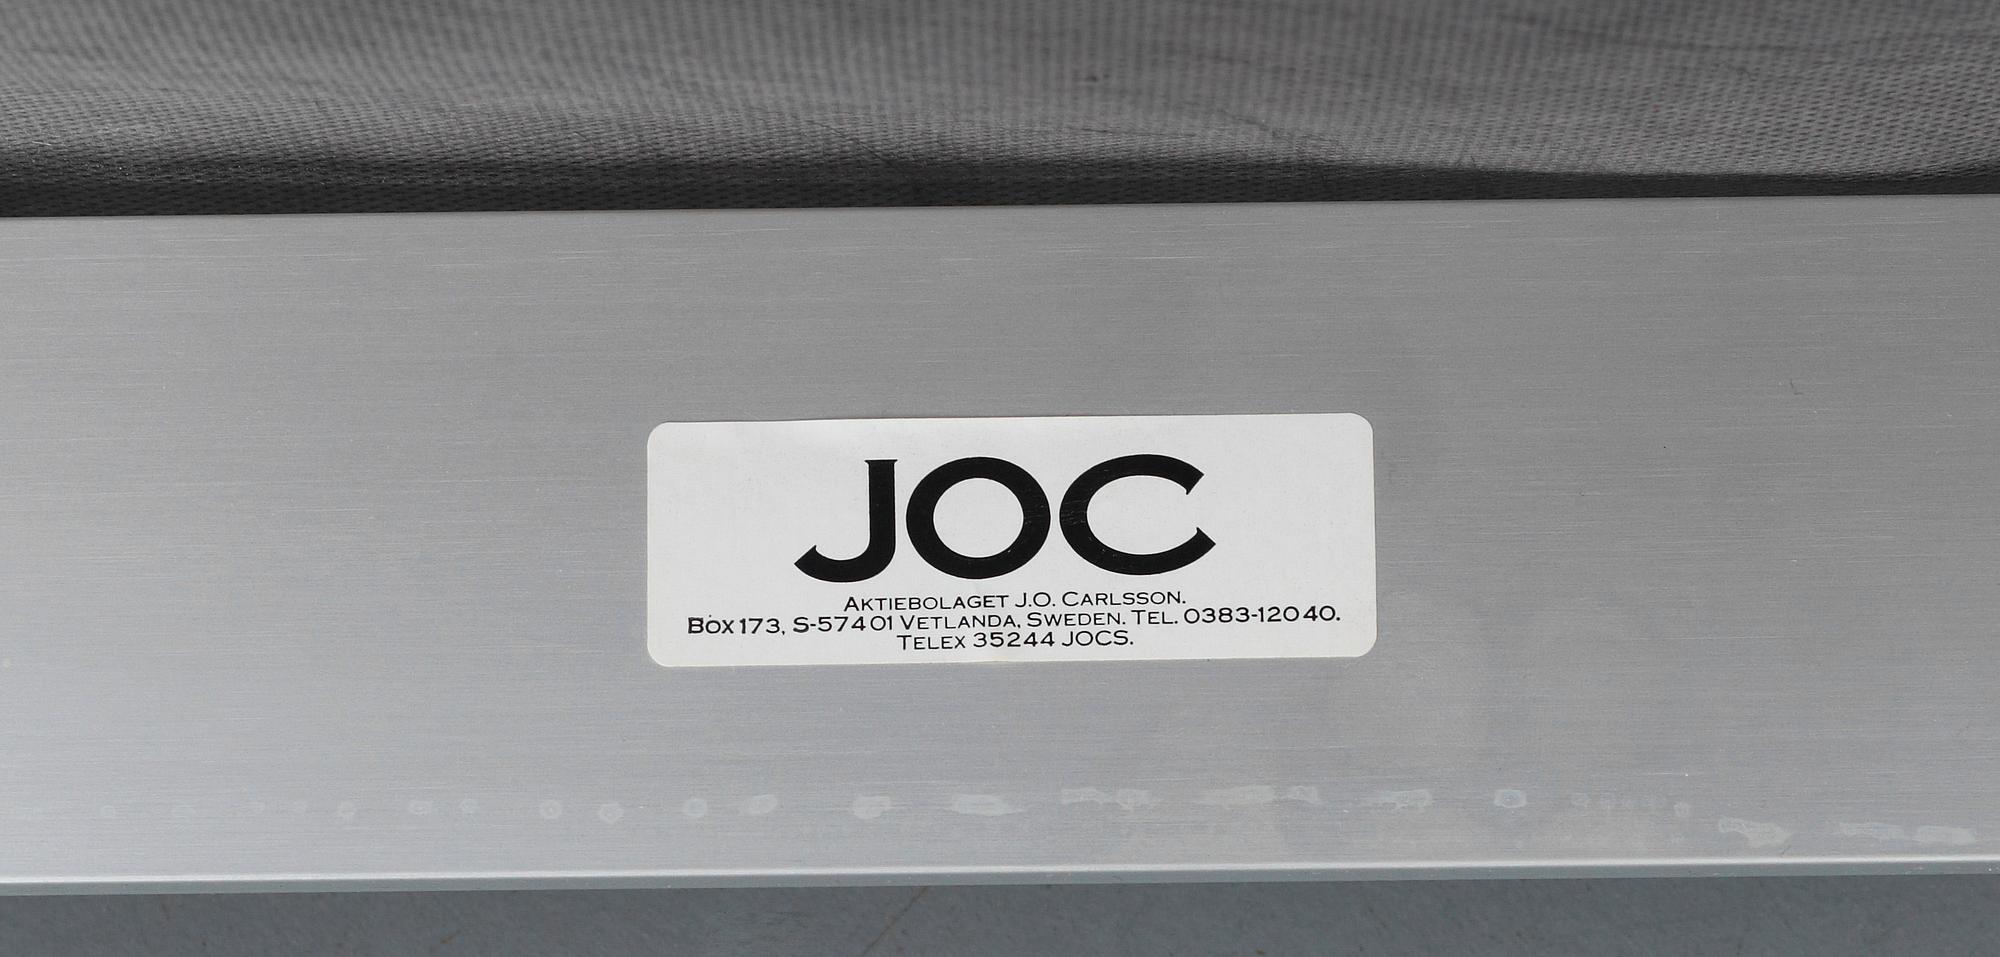 JOC
AKTIEBOLAGET J.O. CARLSSON.
BOX 173, S-574 01 VETLANDA, SWEDEN. TEL. 0383-120 40.
TELEX 35244 JOCS.